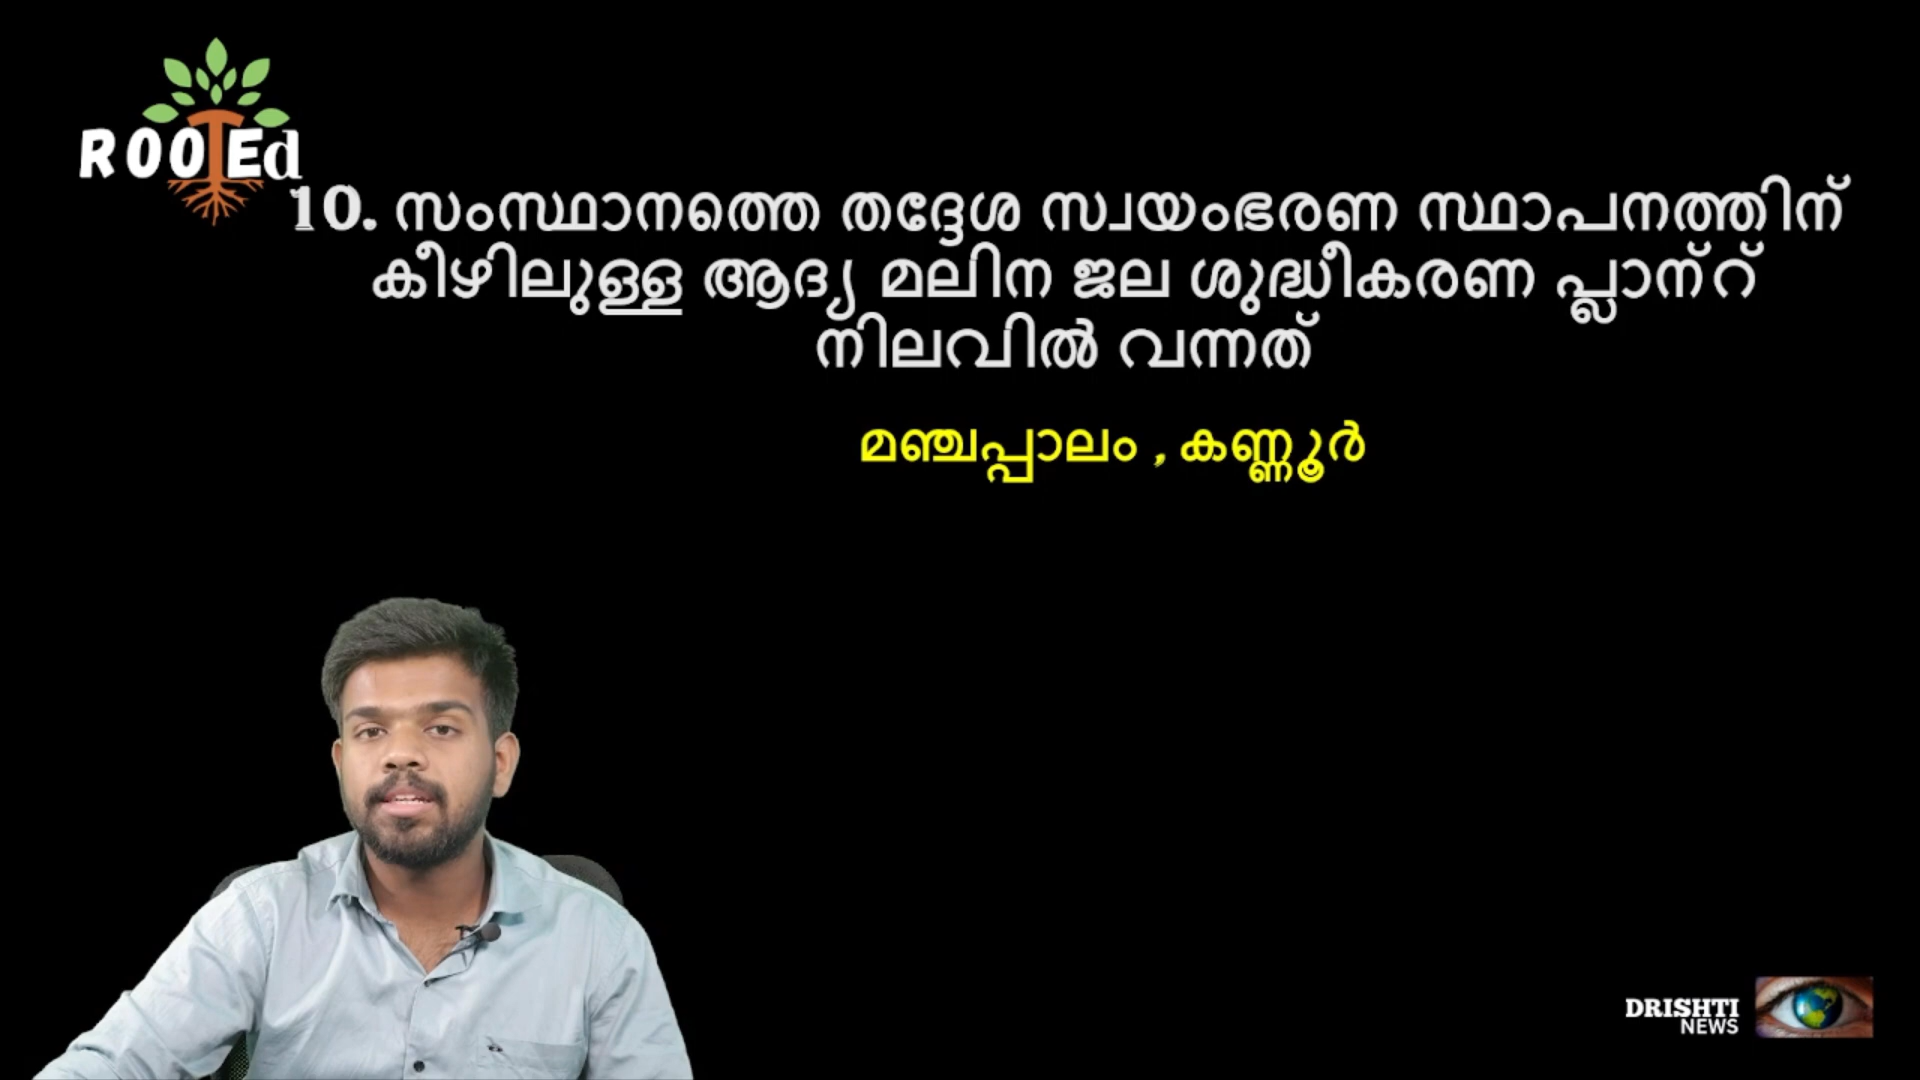 ROOTEd
10. സംസ്ഥാനത്തെ തദ്ദേശ സ്വയംഭരണ സ്ഥാപനത്തിന്
കീഴിലുള്ള ആദ്യ മലിന ജല ശുദ്ധീകരണ പ്ലാന്റ്
നിലവിൽ വന്നത്
മഞ്ചപ്പാലം , കണ്ണൂർ
DRISHTI
NEWS